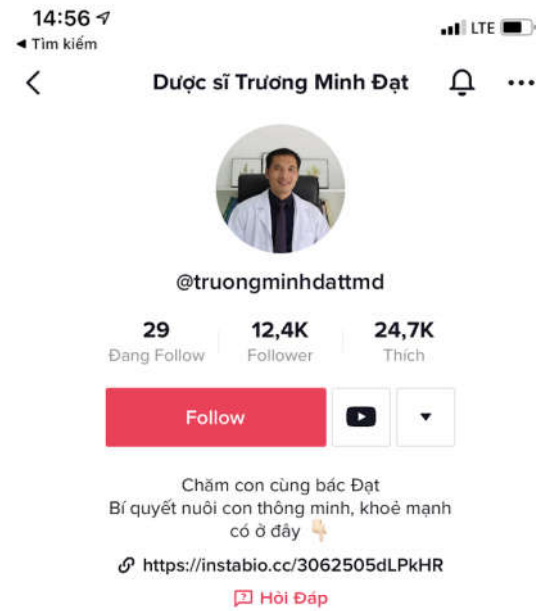 14:56
LTE
◄ Tìm kiếm
Dược sĩ Trương Minh Đạt
@truongminhdattmd
29 12,4K 24,7K
Đang Follow Follower Thích
Follow
Chăm con cùng bác Đạt
Bí quyết nuôi con thông minh, khoẻ mạnh
có ở đây 👇🏻
https://instabio.cc/3062505dLPkHR
Hỏi Đáp